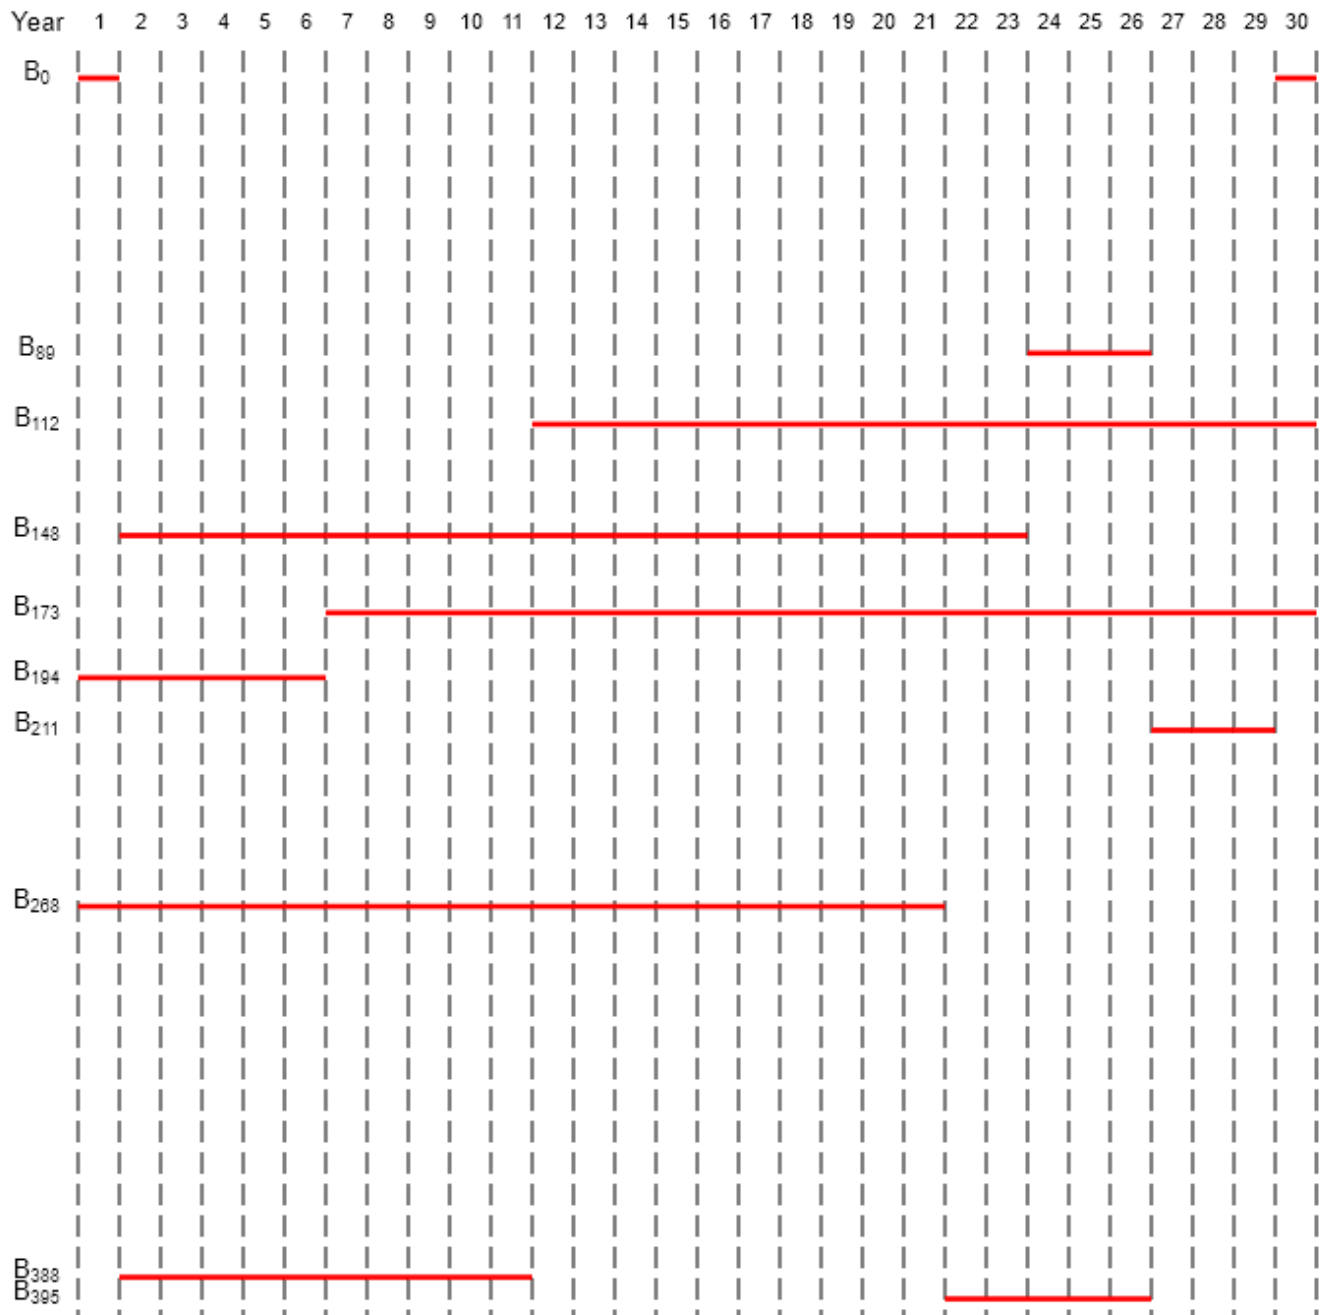 Year 1 2 3 4 5 6 7 8 9 10 11 12 13 14 15 16 17 18 19 20 21 22 23 24 25 26 27 28 29 30
B₀
B₈₉
B₁₁₂
B₁₄₈
B₁₇₃
B₁₉₄
B₂₁₁
B₂₆₈
B₃₈₈
B₃₉₅